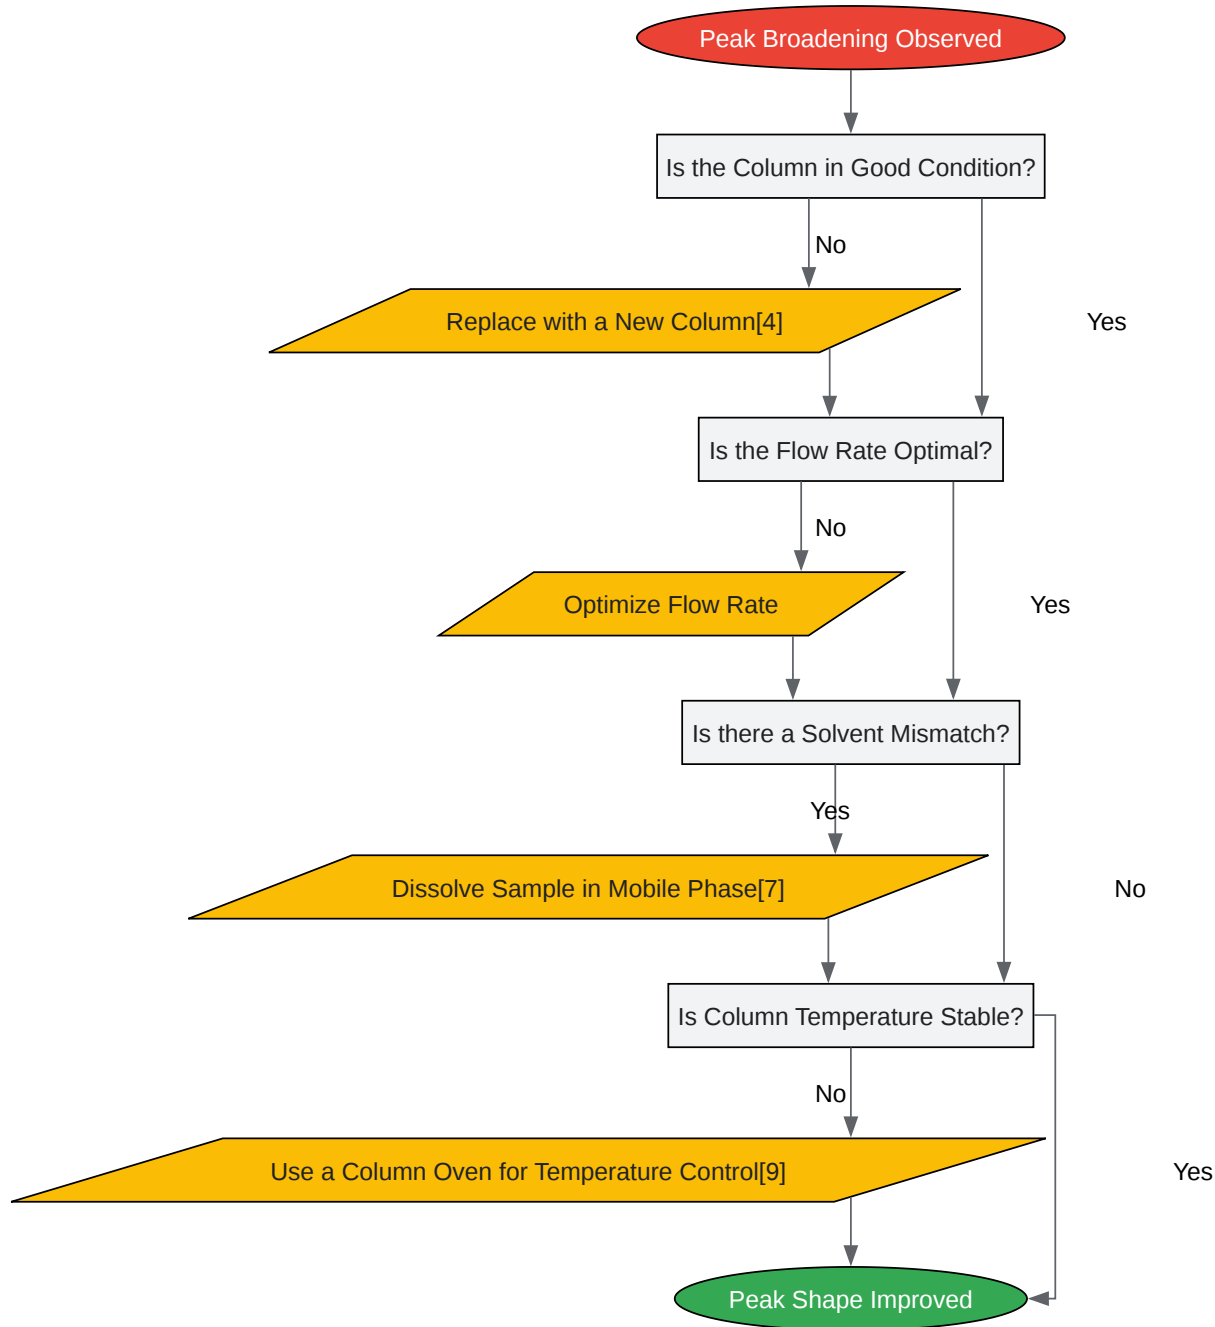 Peak Broadening Observed
Is the Column in Good Condition?
No
Replace with a New Column[4]
Yes
Is the Flow Rate Optimal?
No
Optimize Flow Rate
Yes
Is there a Solvent Mismatch?
Yes
Dissolve Sample in Mobile Phase[7]
No
Is Column Temperature Stable?
No
Use a Column Oven for Temperature Control[9]
Yes
Peak Shape Improved